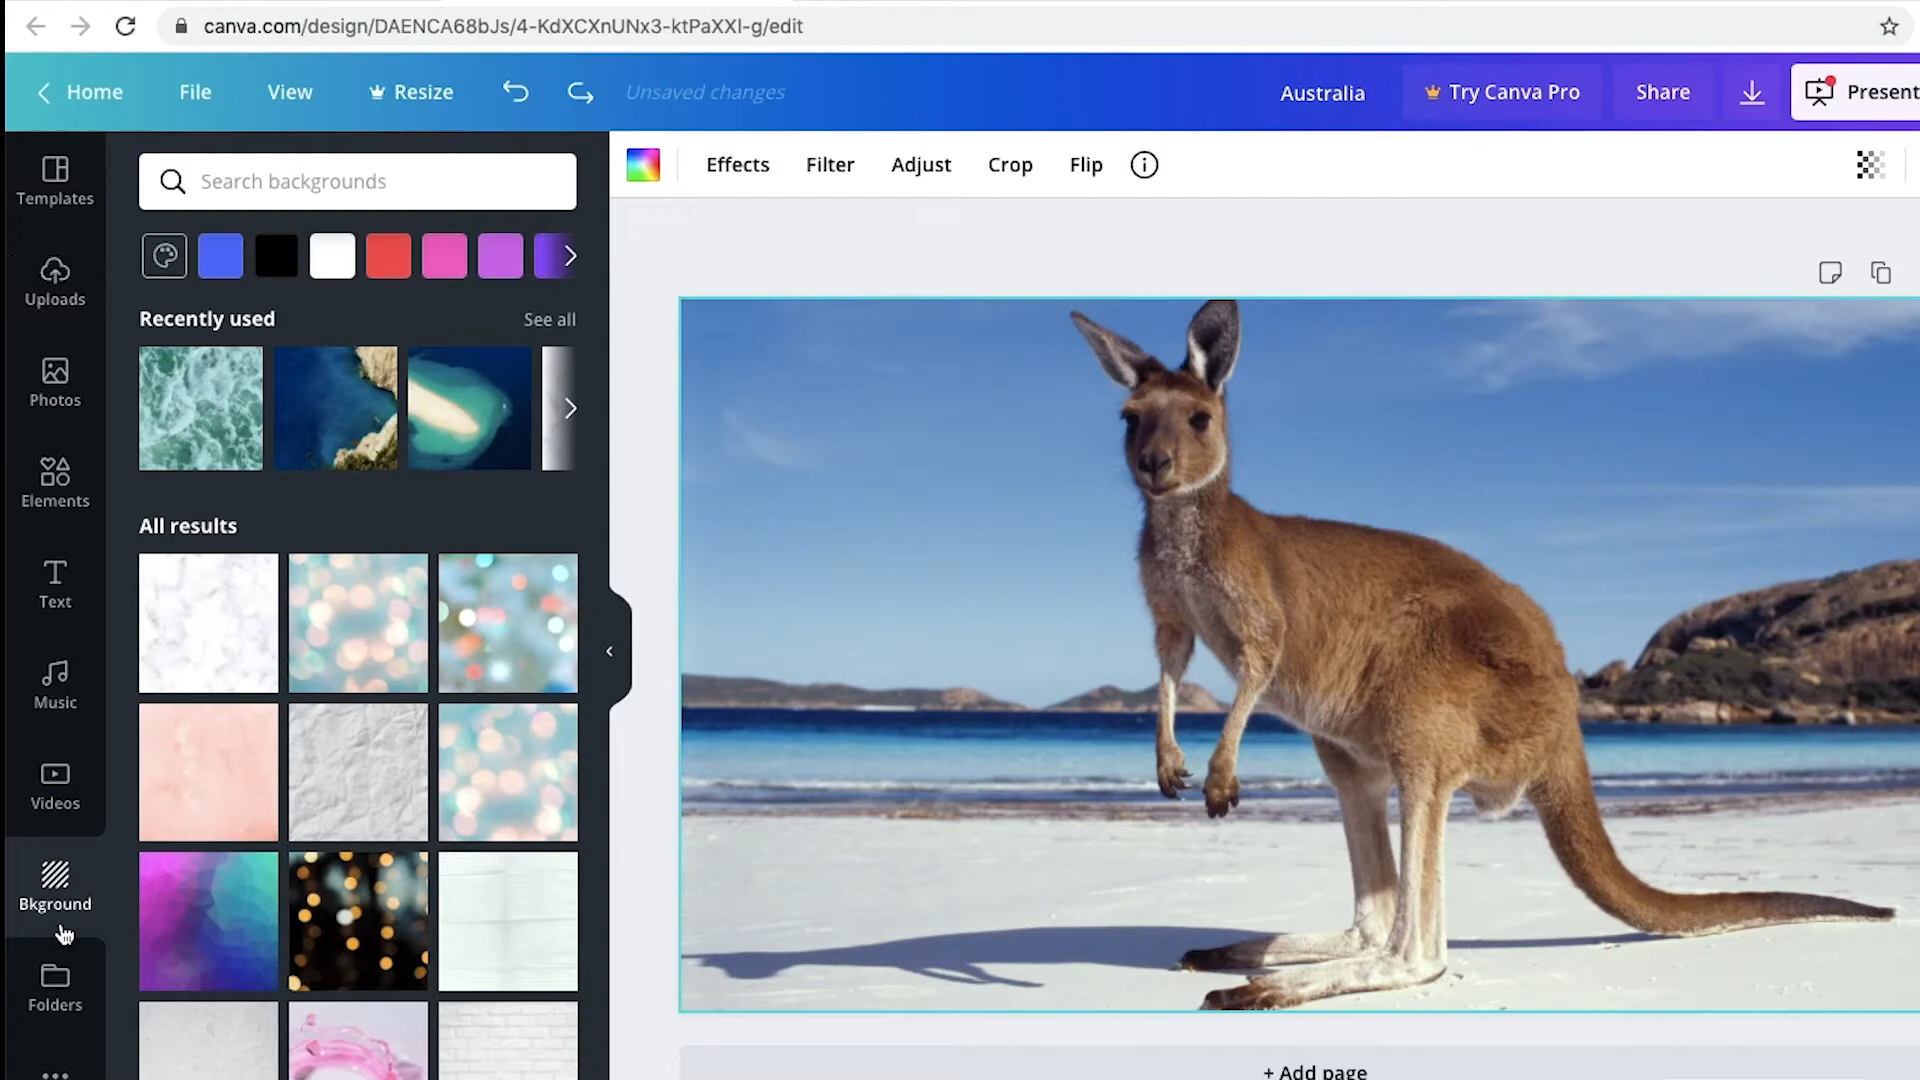 canva.com/design/DAENCA68bJs/4-KdXCXnUNx3-ktPaXXl-g/edit
Home File View Resize Unsaved changes Australia Try Canva Pro Share Present
Templates
Uploads
Photos
Elements
Text
Music
Videos
Bkground
Folders
Search backgrounds
Recently used See all
All results
Effects Filter Adjust Crop Flip
+ Add page